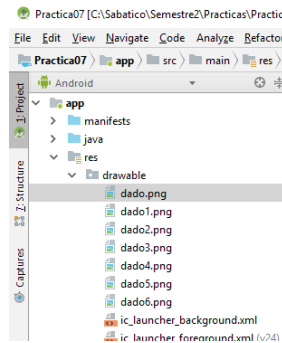 Practica07 [C:\Sabatico\Semestre2\Practicas\Practic
File Edit View Navigate Code Analyze Refactor
Practica07 app src main res
1: Project
Android
app
manifests
java
res
drawable
dado.png
dado1.png
dado2.png
dado3.png
dado4.png
dado5.png
dado6.png
ic_launcher_background.xml
ic_launcher_foreground.xml (v24)
7: Structure
Captures